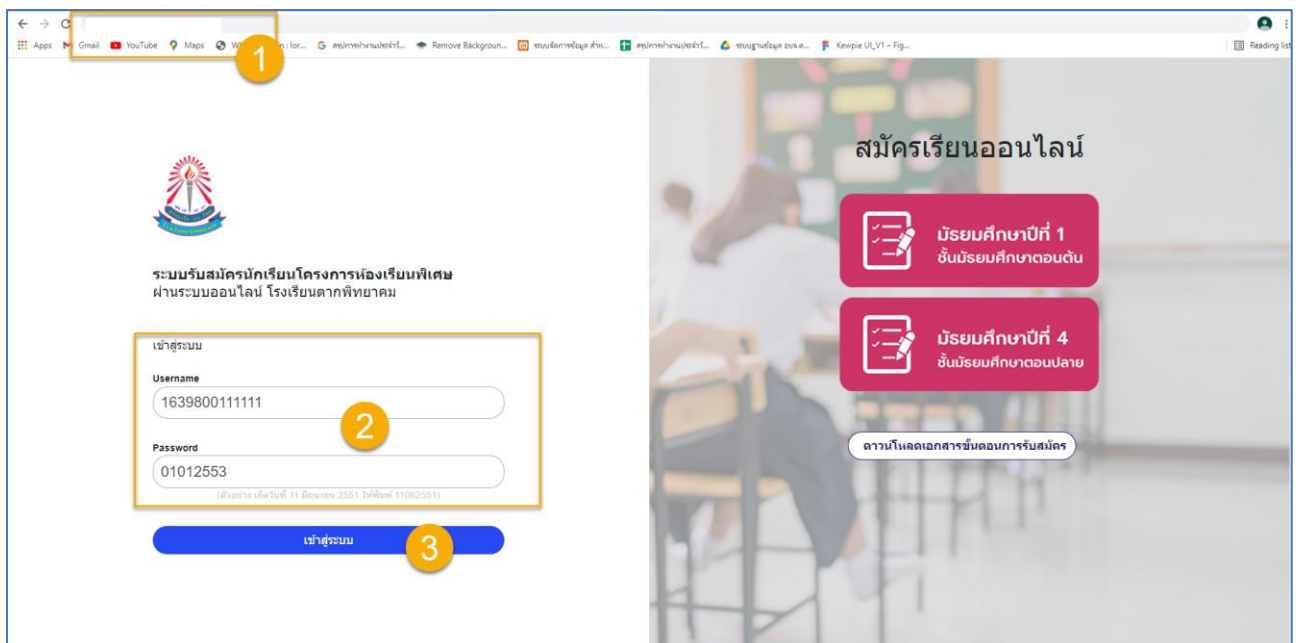 Apps Gmail YouTube Maps Remove Backgroun... Kewpie UI_V1 – Fig... Reading list
1
สมัครเรียนออนไลน์
มัธยมศึกษาปีที่ 1
ชั้นมัธยมศึกษาตอนต้น
ระบบรับสมัครนักเรียนโครงการห้องเรียนพิเศษ
ผ่านระบบออนไลน์ โรงเรียนตากพิทยาคม
มัธยมศึกษาปีที่ 4
ชั้นมัธยมศึกษาตอนปลาย
เข้าสู่ระบบ
Username
1639800111111
2
Password
01012553
(ตัวอย่าง เกิดวันที่ 11 มิถุนายน 2551 ให้พิมพ์ 11062551)
ดาวน์โหลดเอกสารขั้นตอนการรับสมัคร
เข้าสู่ระบบ
3